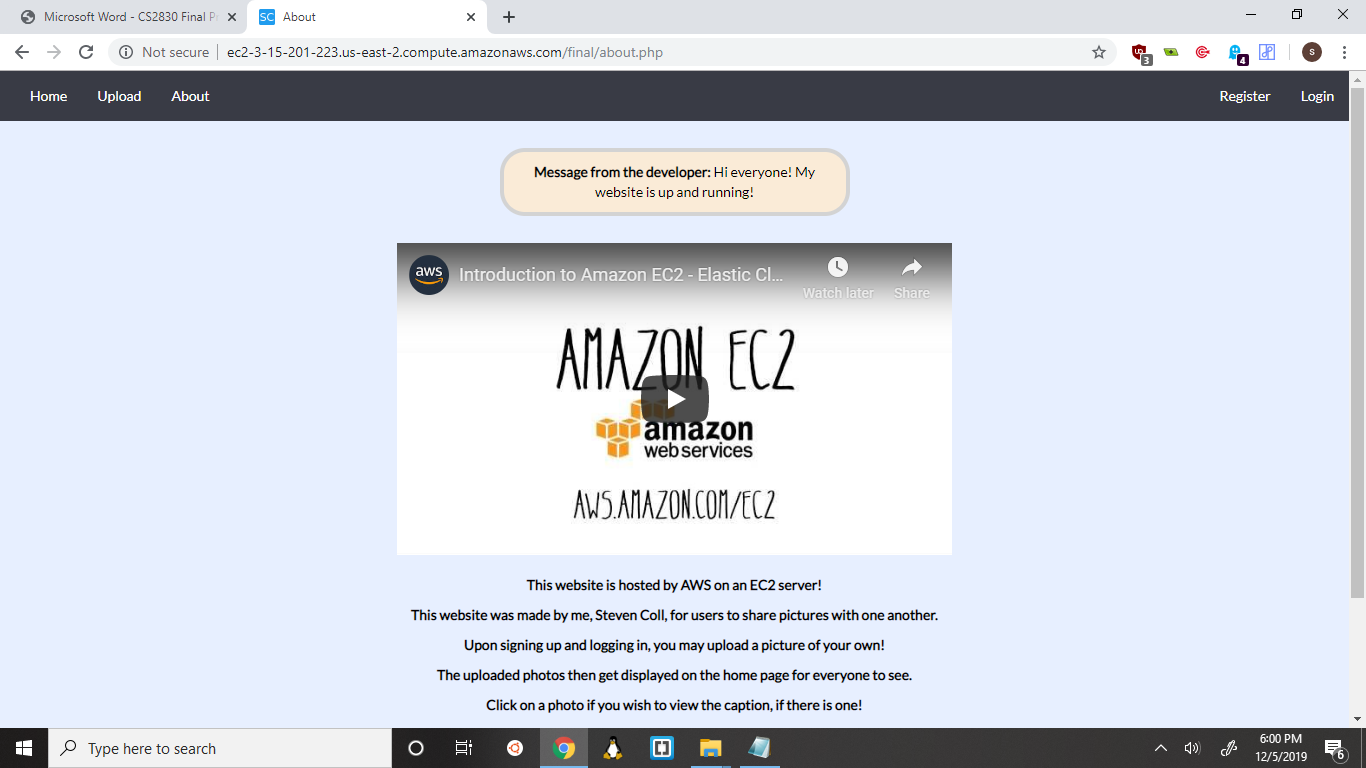 Microsoft Word - CS2830 Final P
SC About
Not secure ec2-3-15-201-223.us-east-2.compute.amazonaws.com/final/about.php
3
4
S
Home Upload About Register Login
Message from the developer: Hi everyone! My
website is up and running!
aws Introduction to Amazon EC2 - Elastic Cl... Watch later Share
AMAZON EC2
amazon
web services
AWS.AMAZON.COM/EC2
This website is hosted by AWS on an EC2 server!
This website was made by me, Steven Coll, for users to share pictures with one another.
Upon signing up and logging in, you may upload a picture of your own!
The uploaded photos then get displayed on the home page for everyone to see.
Click on a photo if you wish to view the caption, if there is one!
Type here to search
6:00 PM
12/5/2019
6